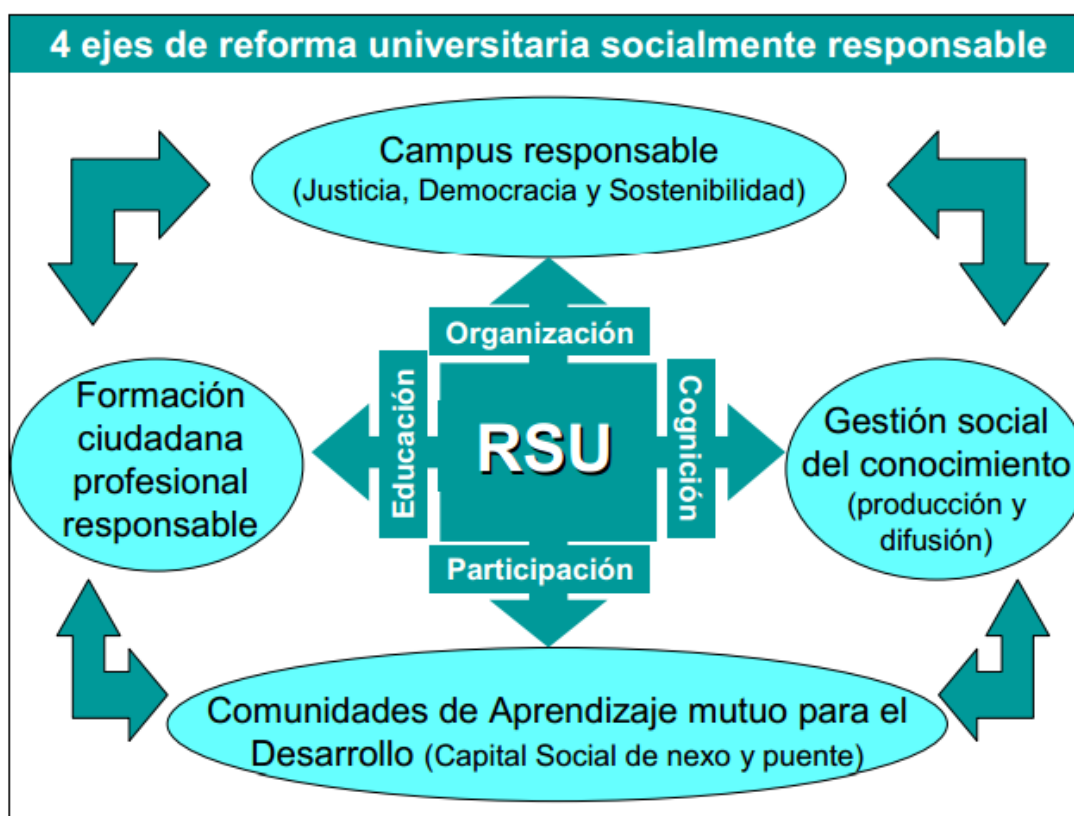 4 ejes de reforma universitaria socialmente responsable
Campus responsable
(Justicia, Democracia y Sostenibilidad)
Organización
Formación
ciudadana
profesional
responsable
Educación
RSU
Cognición
Gestión social
del conocimiento
(producción y
difusión)
Participación
Comunidades de Aprendizaje mutuo para el
Desarrollo (Capital Social de nexo y puente)